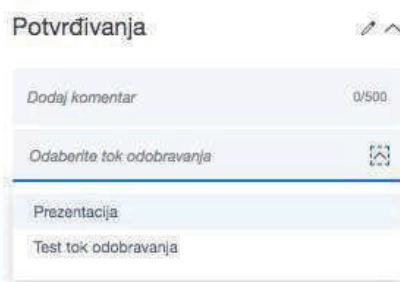 Potvrđivanja
Dodaj komentar 0/500
Odaberite tok odobravanja
Prezentacija
Test tok odobravanja